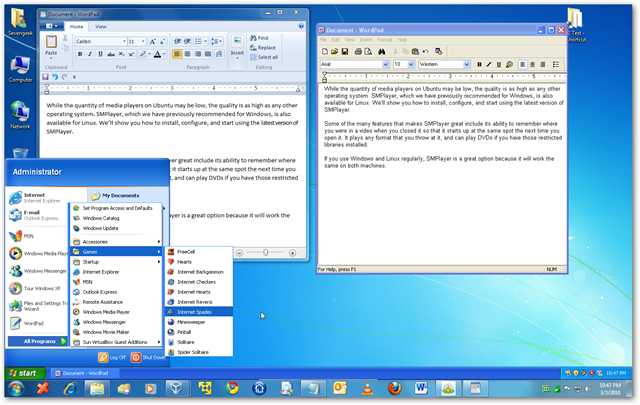 Sevengeek
Computer
Network
Document - WordPad
Home
Calibri
11
Paste
Clipboard
Font
Paragraph
Insert
Find
Replace
Select all
Editing
While the quantity of media players on Ubuntu may be low, the quality is as high as any other
operating system. SMPlayer, which we have previously recommended for Windows, is also
available for Linux. We'll show you how to install, configure, and start using the latest version of
SMPlayer.
er great include its ability to remember where
it starts up at the same spot the next time
, and can play DVDs if you have those restricted
ayer is a great option because it will work the
100%
Document - WordPad
File Edit View Insert Format Help
Arial
10
Western
While the quantity of media players on Ubuntu may be low, the quality is as high as any other
operating system. SMPlayer, which we have previously recommended for Windows, is also
available for Linux. We'll show you how to install, configure, and start using the latest version of
SMPlayer.
Some of the many features that makes SMPlayer great include its ability to remember where
you were in a video when you closed it so that it starts up at the same spot the next time you
open it. It plays any format that you throw at it, and can play DVDs if you have those restricted
libraries installed.
If you use Windows and Linux regularly, SMPlayer is a great option because it will work the
same on both machines.
For Help, press F1
NUM
Test -
Shortcut
Administrator
Internet
Internet Explorer
E-mail
Outlook Express
MSN
Windows Media Player
Windows Messenger
Tour Windows XP
Files and Settings Tra
Wizard
WordPad
All Programs
My Documents
Set Program Access and Defaults
Windows Catalog
Windows Update
Accessories
Games
Startup
Internet Explorer
MSN
Outlook Express
Remote Assistance
Windows Media Player
Windows Messenger
Windows Movie Maker
Sun VirtualBox Guest Additions
FreeCell
Hearts
Internet Backgammon
Internet Checkers
Internet Hearts
Internet Reversi
Internet Spades
Minesweeper
Pinball
Solitaire
Spider Solitaire
Log Off
Shut Down
start
Document - WordPad
10:47 PM
10:47 PM